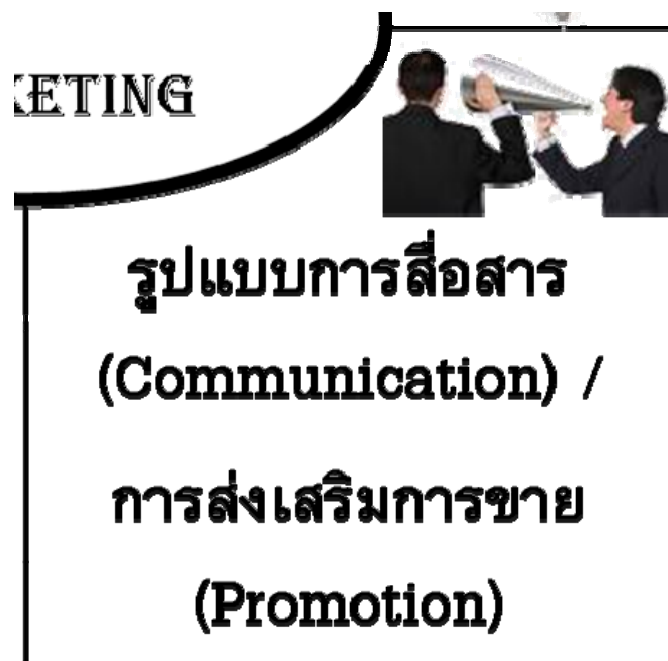 KETING
รูปแบบการสื่อสาร
(Communication) /
การส่งเสริมการขาย
(Promotion)